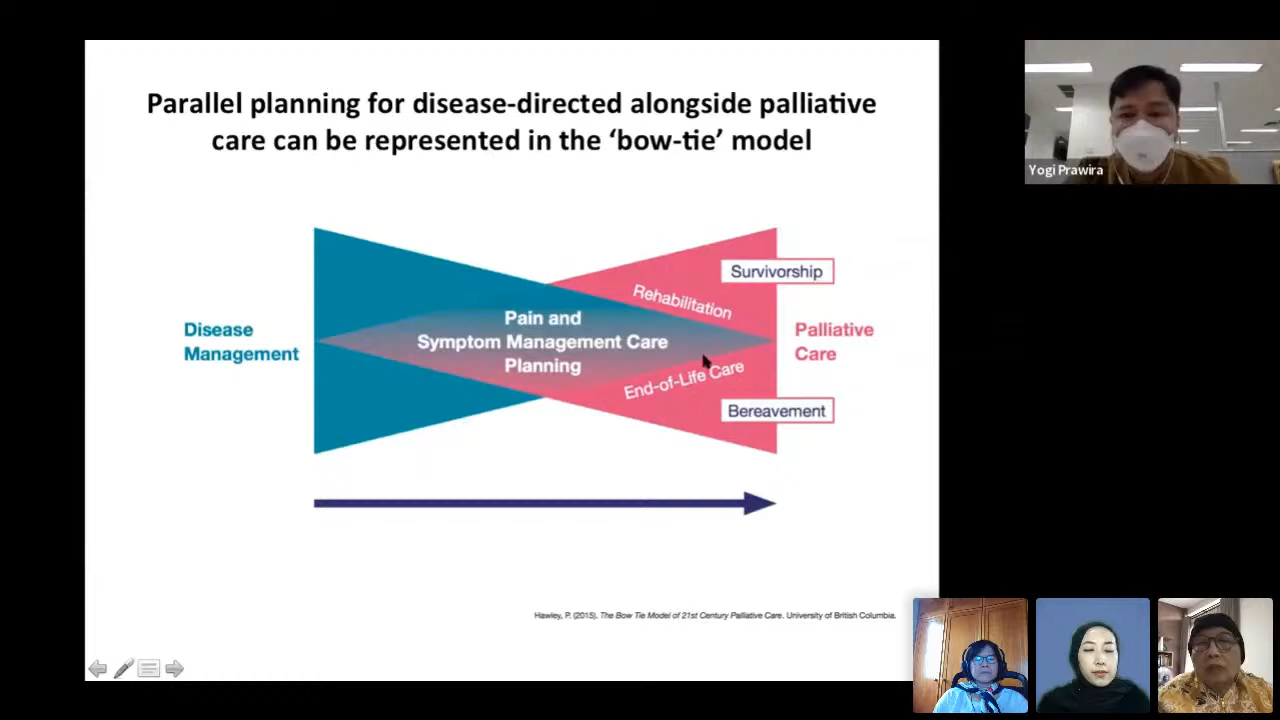 Parallel planning for disease-directed alongside palliative
care can be represented in the ‘bow-tie’ model
Yogi Prawira
Survivorship
Rehabilitation
Pain and
Symptom Management Care
Planning
Disease
Management
Palliative
Care
End-of-Life Care
Bereavement
Hawley, P. (2015). The Bow Tie Model of 21st Century Palliative Care. University of British Columbia.